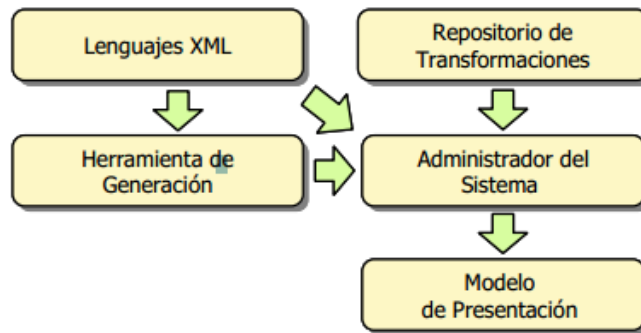 Lenguajes XML
Repositorio de
Transformaciones
Herramienta de
Generación
Administrador del
Sistema
Modelo
de Presentación